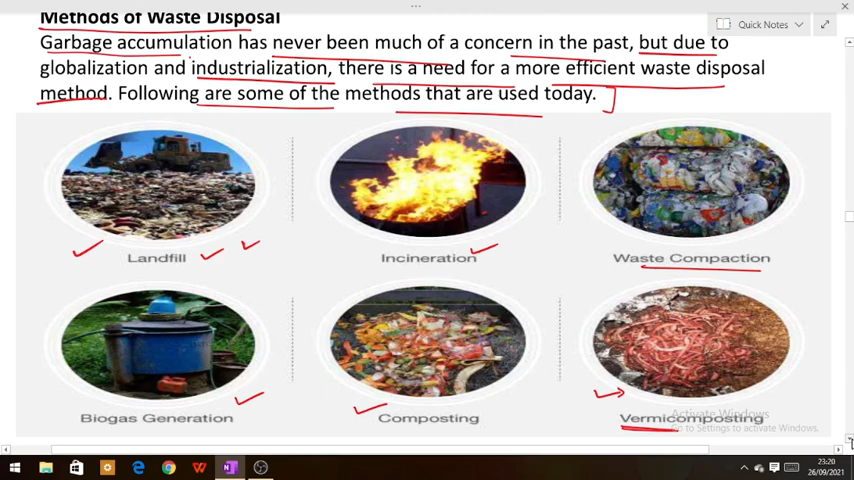 Methods of Waste Disposal
Quick Notes
Garbage accumulation has never been much of a concern in the past, but due to
globalization and industrialization, there is a need for a more efficient waste disposal
method. Following are some of the methods that are used today.
Landfill
Incineration
Waste Compaction
Biogas Generation
Composting
Vermicomposting
Activate Windows
Go to Settings to activate Windows.
23:20
26/09/2021